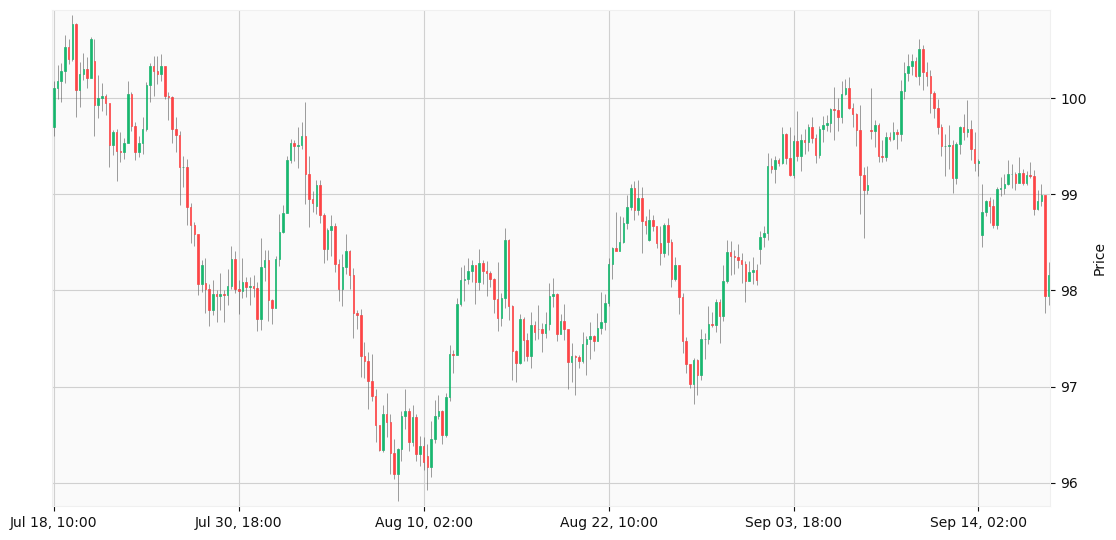 100
99
98
97
96
Price
Jul 18, 10:00
Jul 30, 18:00
Aug 10, 02:00
Aug 22, 10:00
Sep 03, 18:00
Sep 14, 02:00